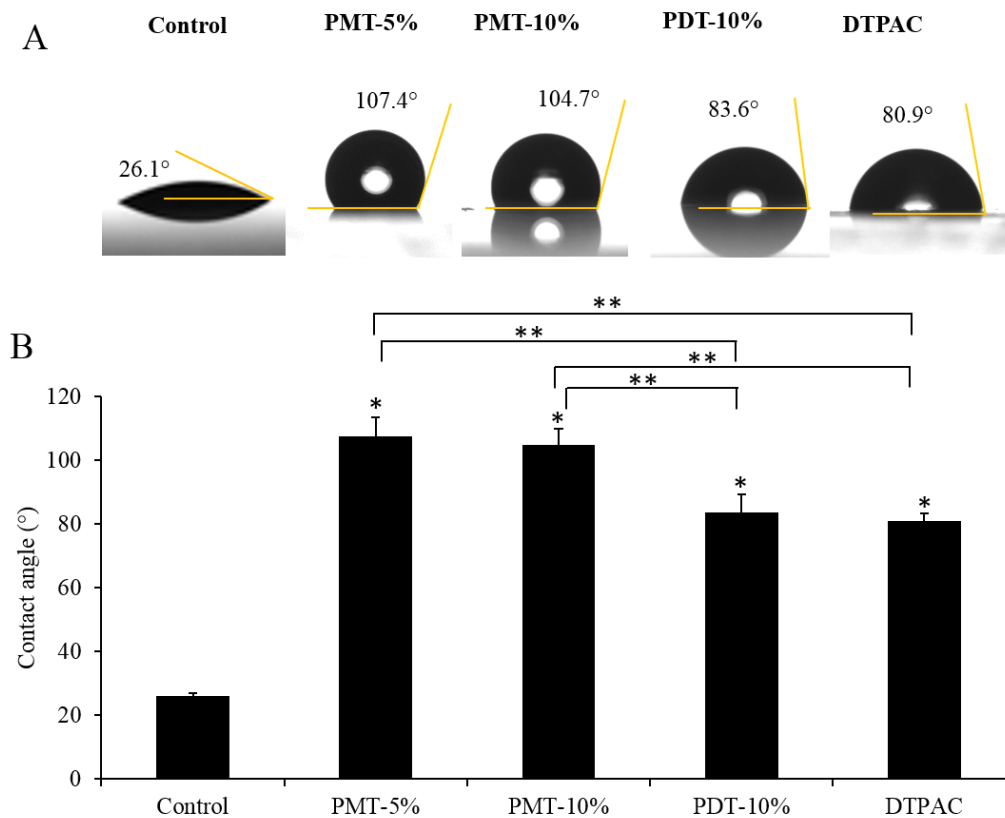 A
Control PMT-5% PMT-10% PDT-10% DTPAC
26.1° 107.4° 104.7° 83.6° 80.9°
B
**
**
**
**
* * * * 
120
100
80
60
40
20
0
Contact angle (°)
Control PMT-5% PMT-10% PDT-10% DTPAC